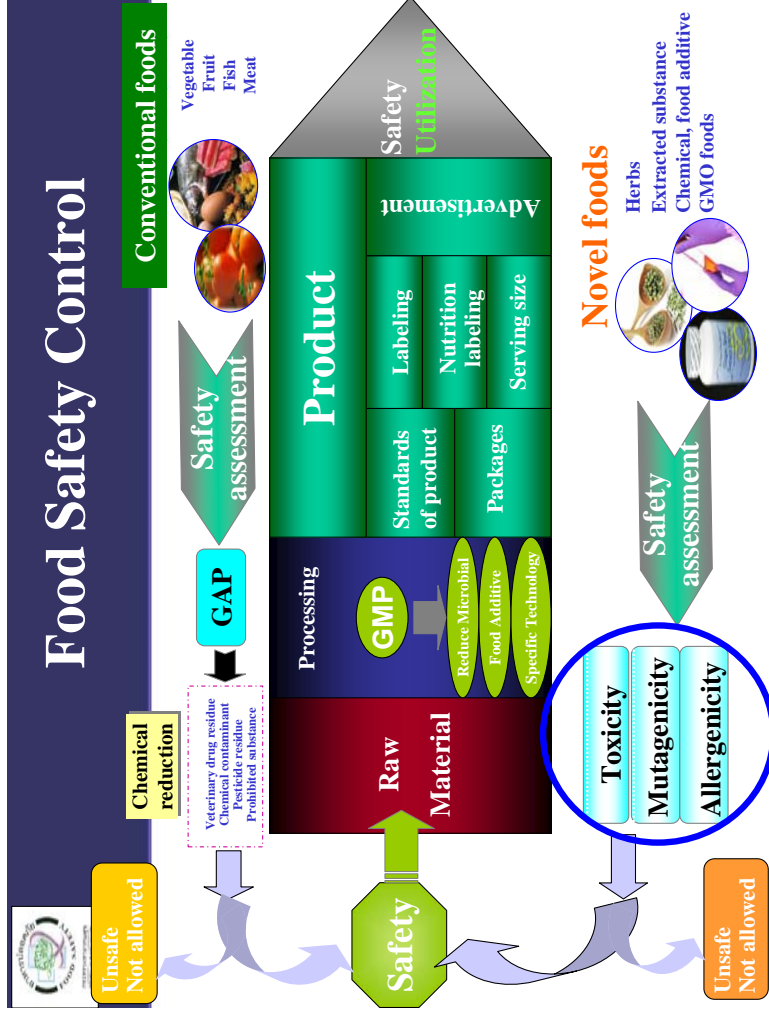 Food Safety Control
FOOD SAFETY
Unsafe
Not allowed
Chemical
reduction
Conventional foods
Vegetable
Fruit
Fish
Meat
Veterinary drug residue
Chemical contaminant
Pesticide residue
Prohibited substance
GAP
Safety
assessment
Safety
Raw
Material
Processing
GMP
Reduce Microbial
Food Additive
Specific Technology
Product
Standards
of product
Packages
Labeling
Nutrition
labeling
Serving size
Advertisement
Safety
Utilization
Unsafe
Not allowed
Toxicity
Mutagenicity
Allergenicity
Safety
assessment
Novel foods
Herbs
Extracted substance
Chemical, food additive
GMO foods